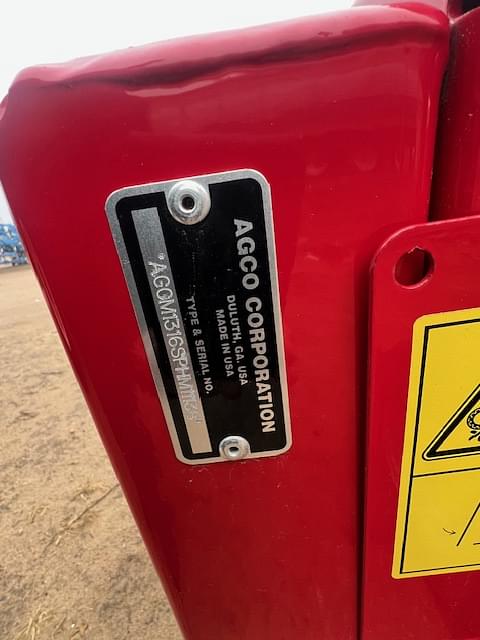 AGCO CORPORATION
DULUTH, GA. USA
MADE IN USA
TYPE & SERIAL NO.